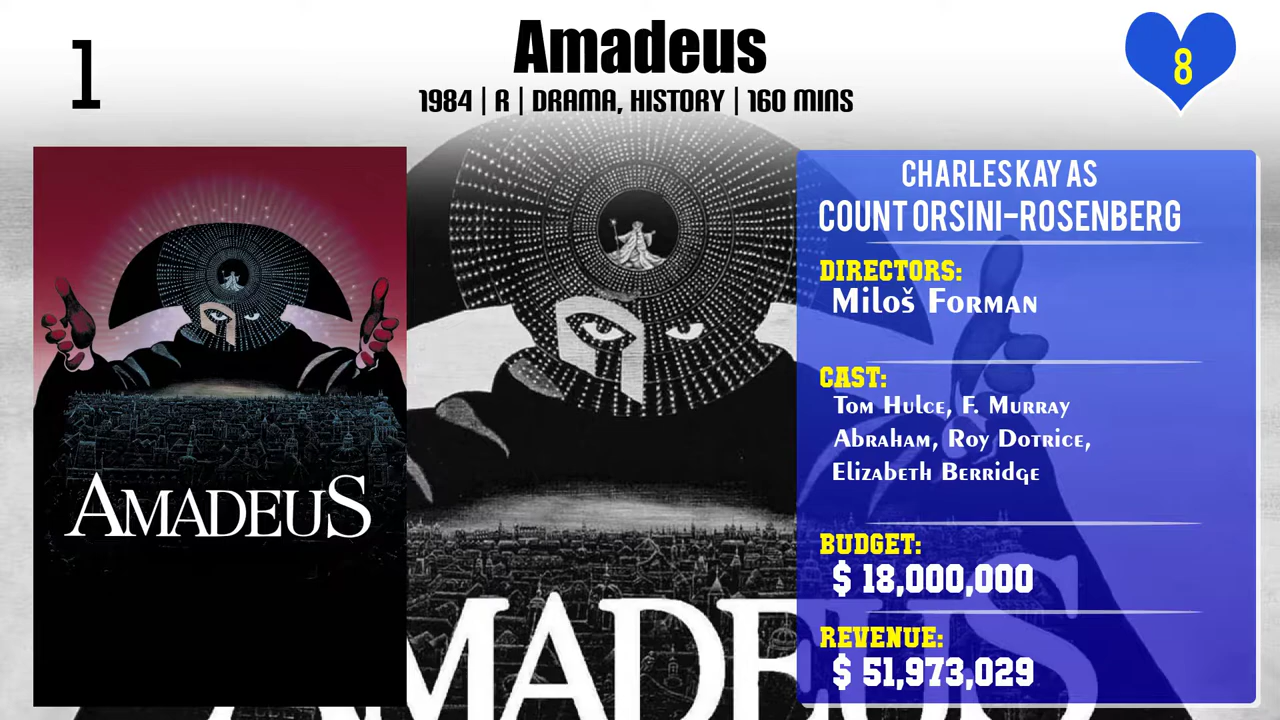 1
Amadeus
8
1984 | R | DRAMA, HISTORY | 160 MINS
AMADEUS
CHARLES KAY AS
COUNT ORSINI-ROSENBERG
DIRECTORS:
Miloš Forman
CAST:
Tom Hulce, F. Murray
Abraham, Roy Dotrice,
Elizabeth Berridge
BUDGET:
$ 18,000,000
REVENUE:
$ 51,973,029
AMADEUS